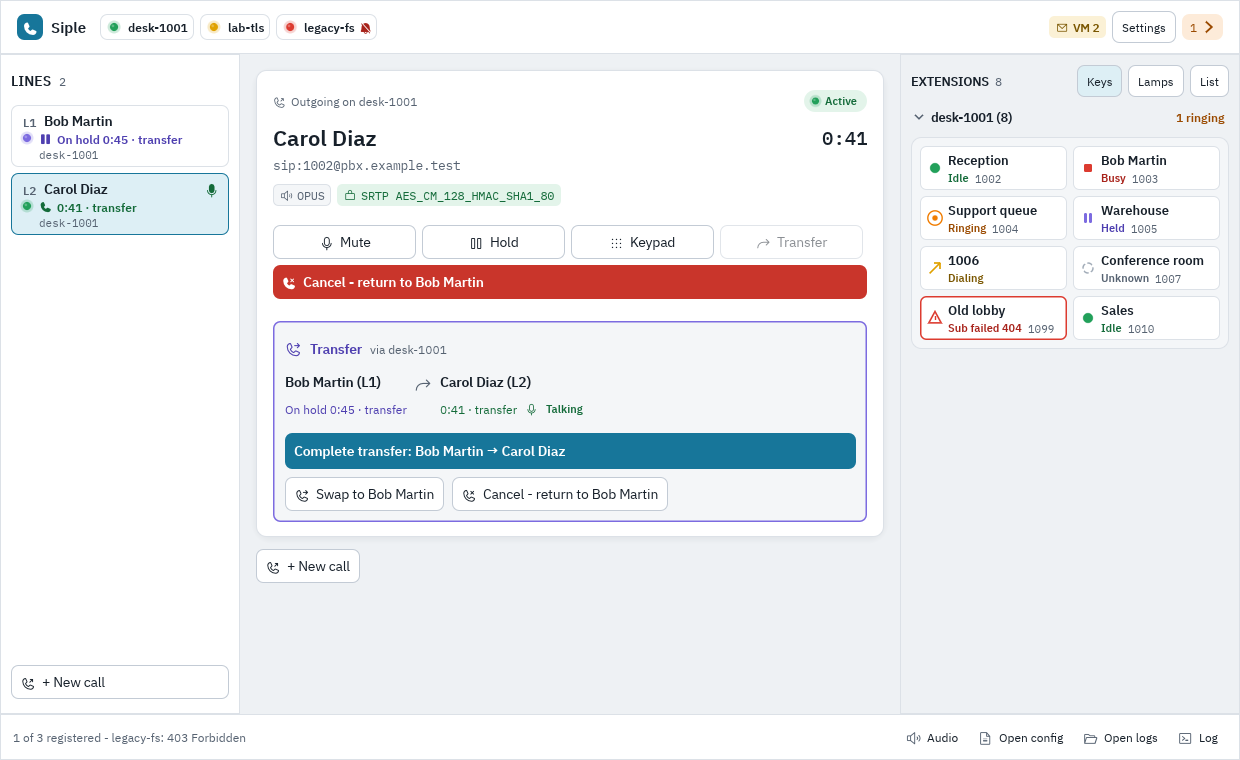 Siple
desk-1001
lab-tls
legacy-fs
VM 2
Settings
1
LINES 2
L1 Bob Martin
On hold 0:45 · transfer
desk-1001
L2 Carol Diaz
0:41 · transfer
desk-1001
+ New call
Outgoing on desk-1001
Active
Carol Diaz
0:41
sip:1002@pbx.example.test
OPUS
SRTP AES_CM_128_HMAC_SHA1_80
Mute
Hold
Keypad
Transfer
Cancel - return to Bob Martin
Transfer via desk-1001
Bob Martin (L1)
Carol Diaz (L2)
On hold 0:45 · transfer
0:41 · transfer Talking
Complete transfer: Bob Martin → Carol Diaz
Swap to Bob Martin
Cancel - return to Bob Martin
+ New call
EXTENSIONS 8
Keys
Lamps
List
desk-1001 (8)
1 ringing
Reception
Idle 1002
Bob Martin
Busy 1003
Support queue
Ringing 1004
Warehouse
Held 1005
1006
Dialing
Conference room
Unknown 1007
Old lobby
Sub failed 404 1099
Sales
Idle 1010
1 of 3 registered - legacy-fs: 403 Forbidden
Audio
Open config
Open logs
Log